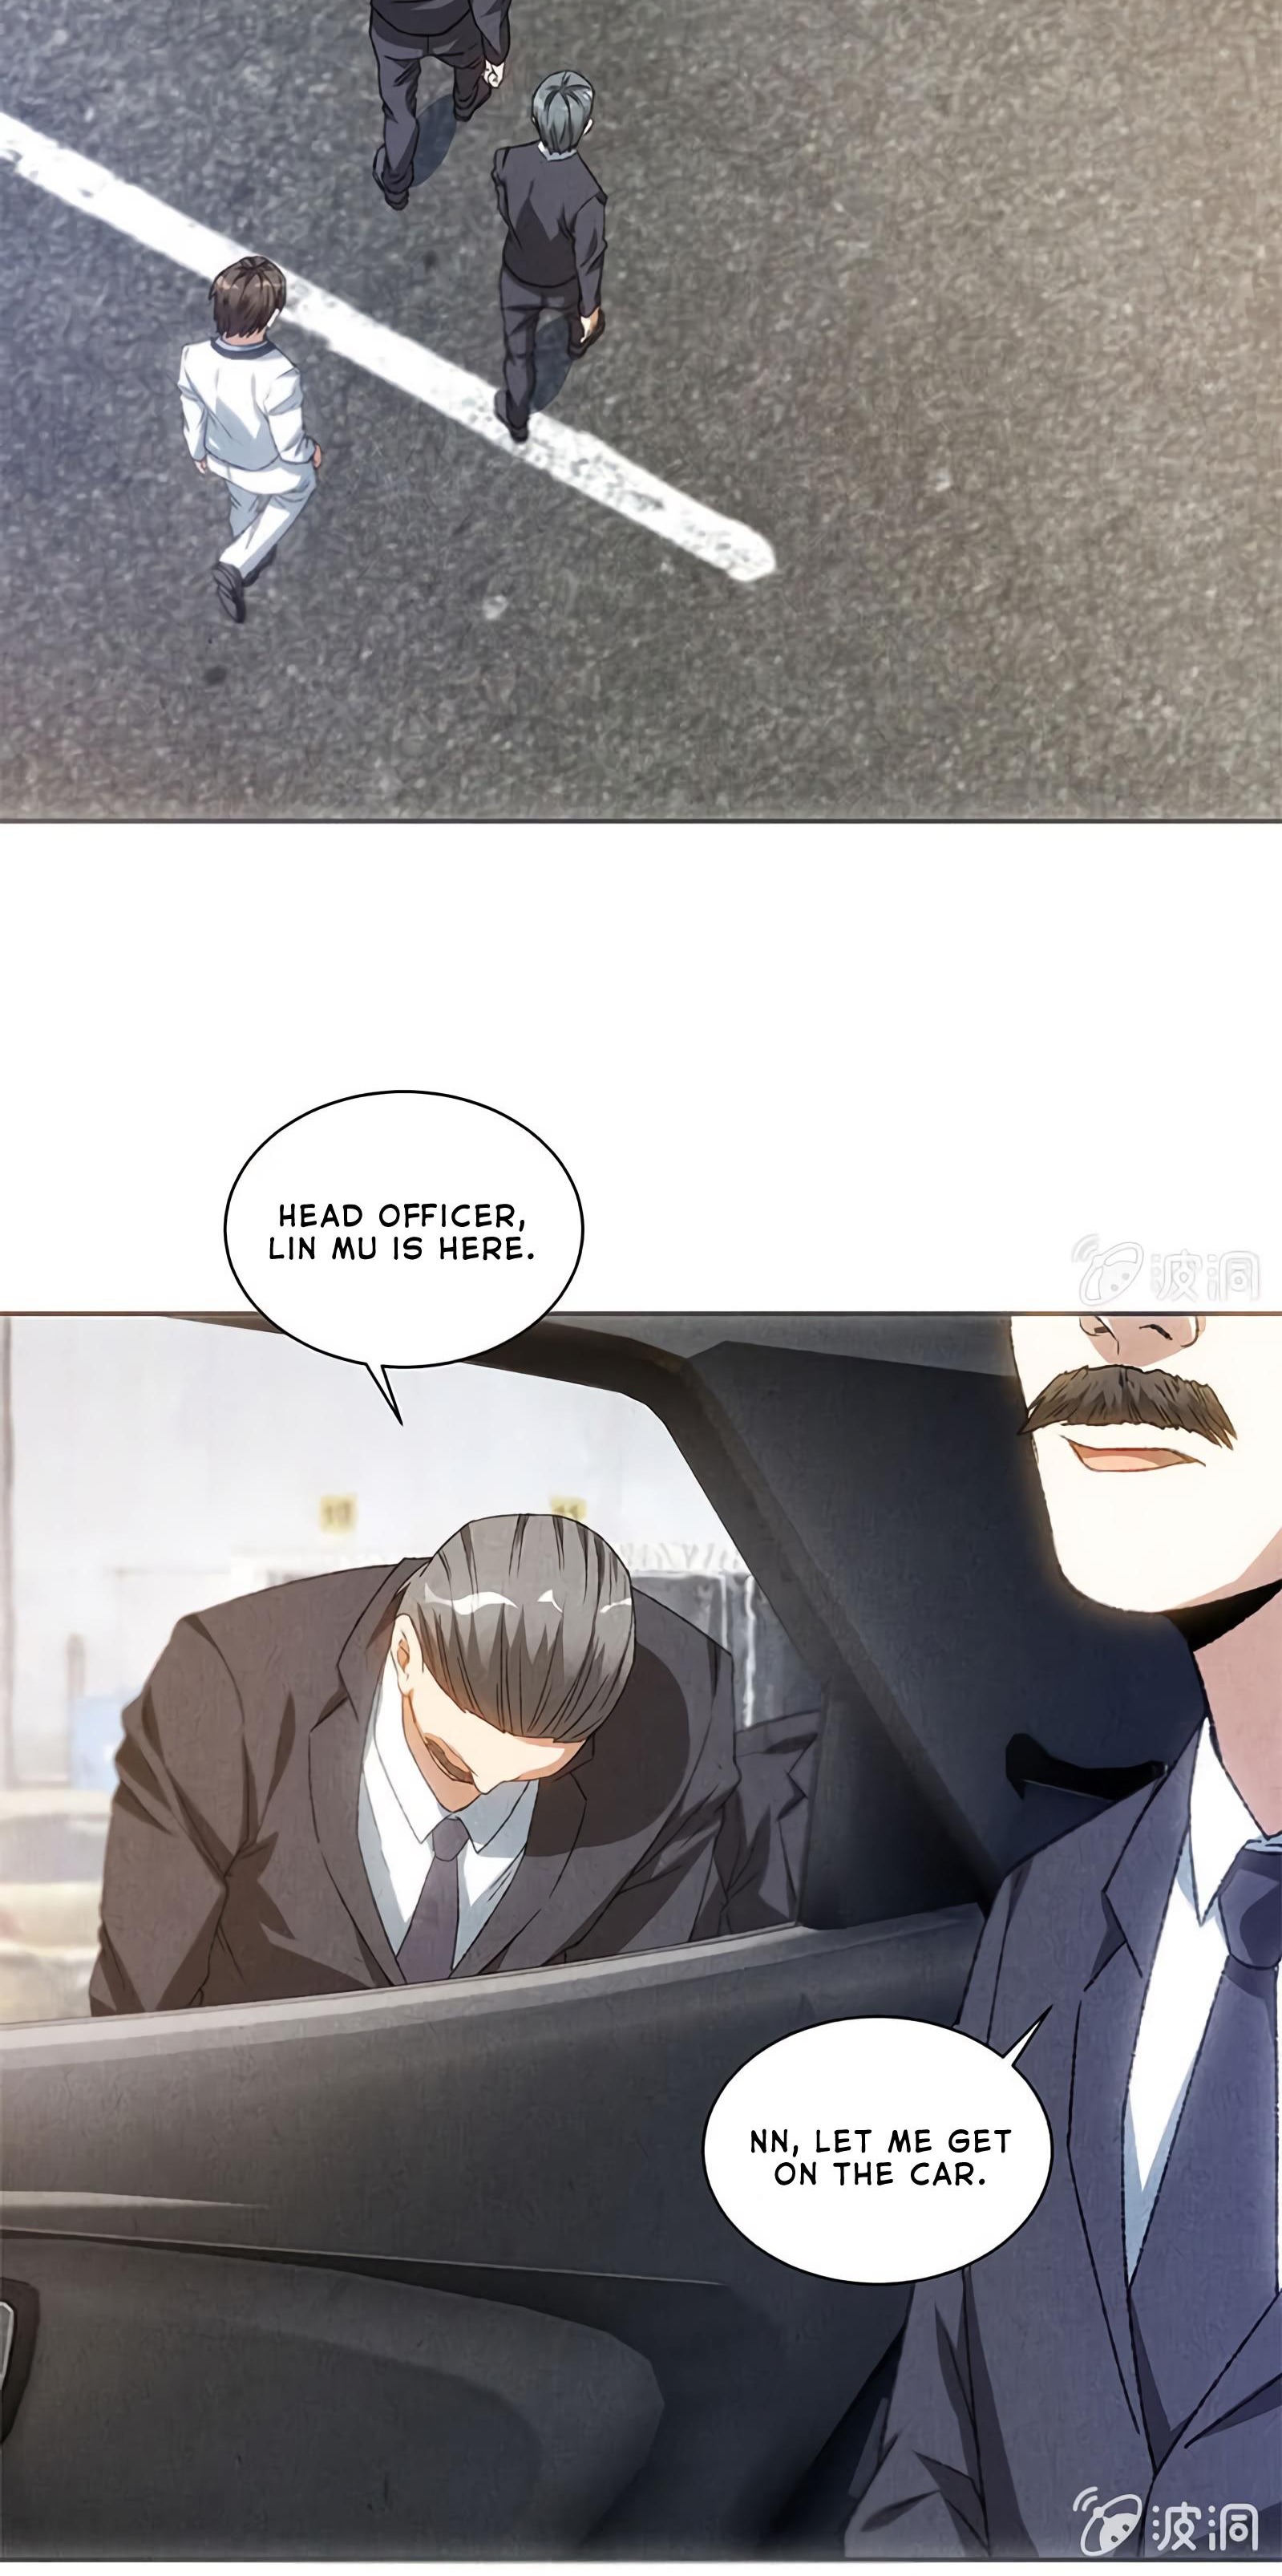 HEAD OFFICER,
LIN MU IS HERE.
波洞
NN, LET ME GET
ON THE CAR.
波洞